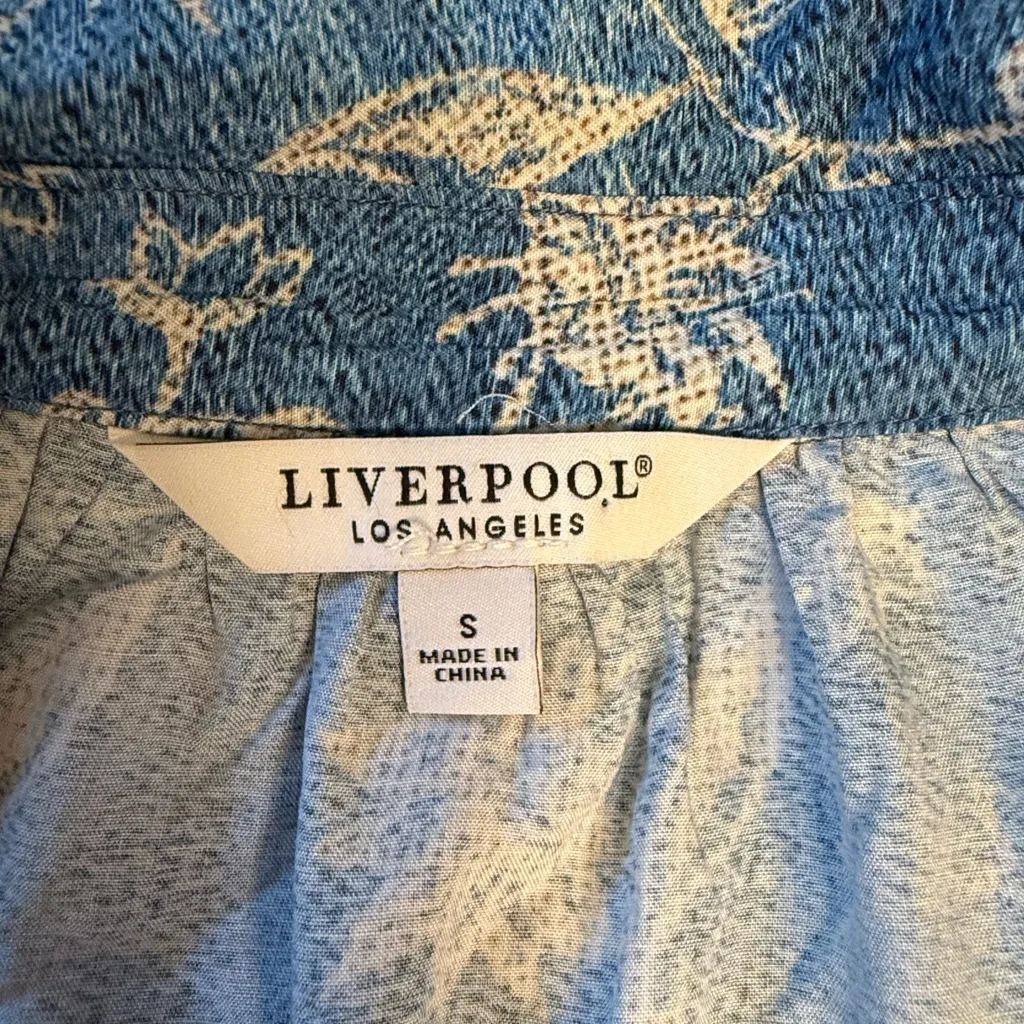 LIVERPOOL®
LOS ANGELES
S
MADE IN
CHINA